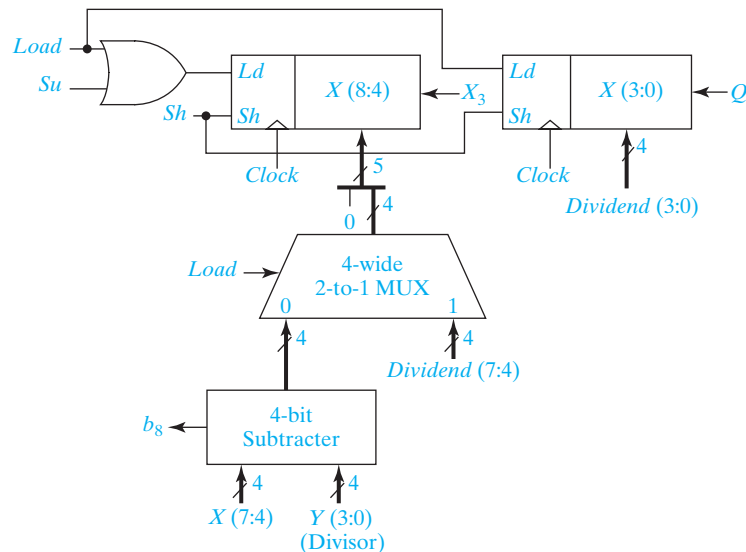 Load
Su
Sh
Ld
Sh
X (8:4)
X₃
Ld
Sh
X (3:0)
Q
Clock
5
Clock
4
Dividend (3:0)
0
4
Load
4-wide
2-to-1 MUX
0
1
4
4
Dividend (7:4)
b₈
4-bit
Subtracter
4
4
X (7:4)
Y (3:0)
(Divisor)